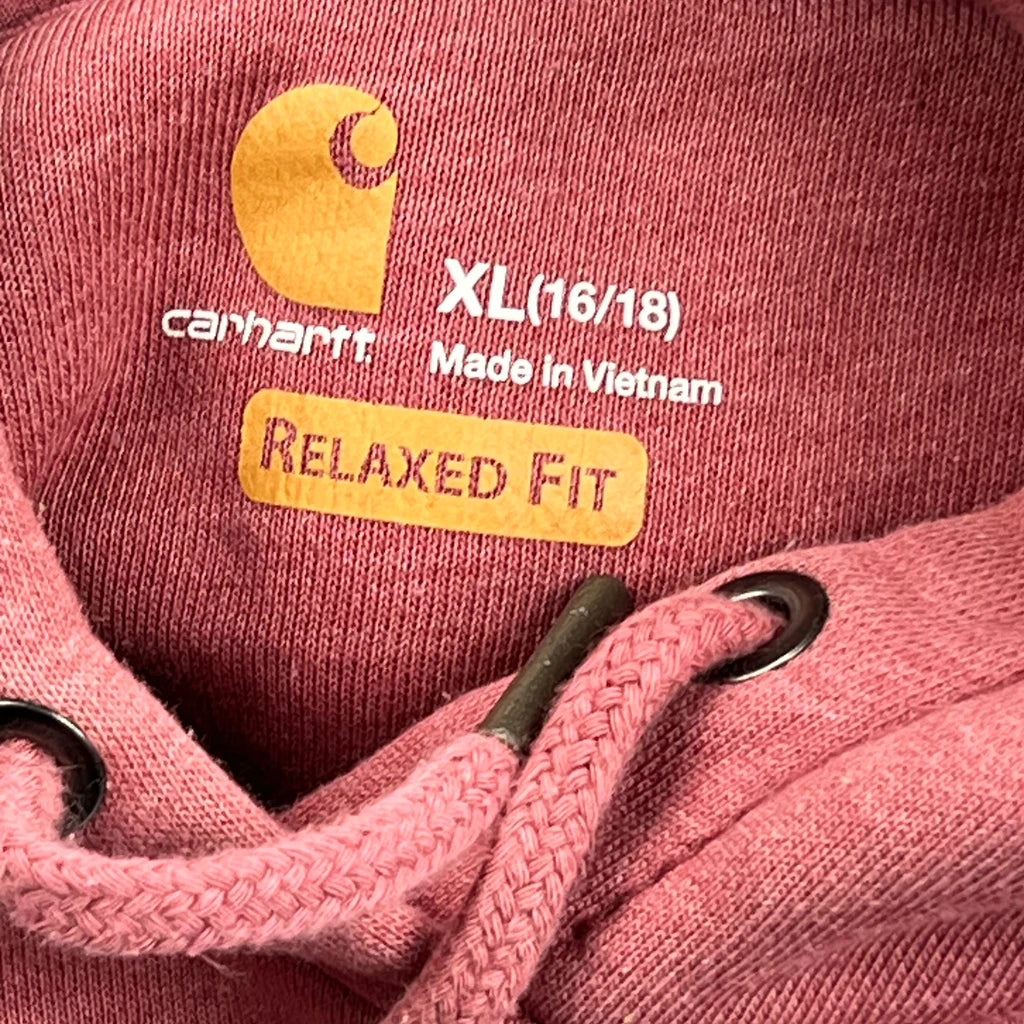 carhartt
XL(16/18)
Made in Vietnam
RELAXED FIT